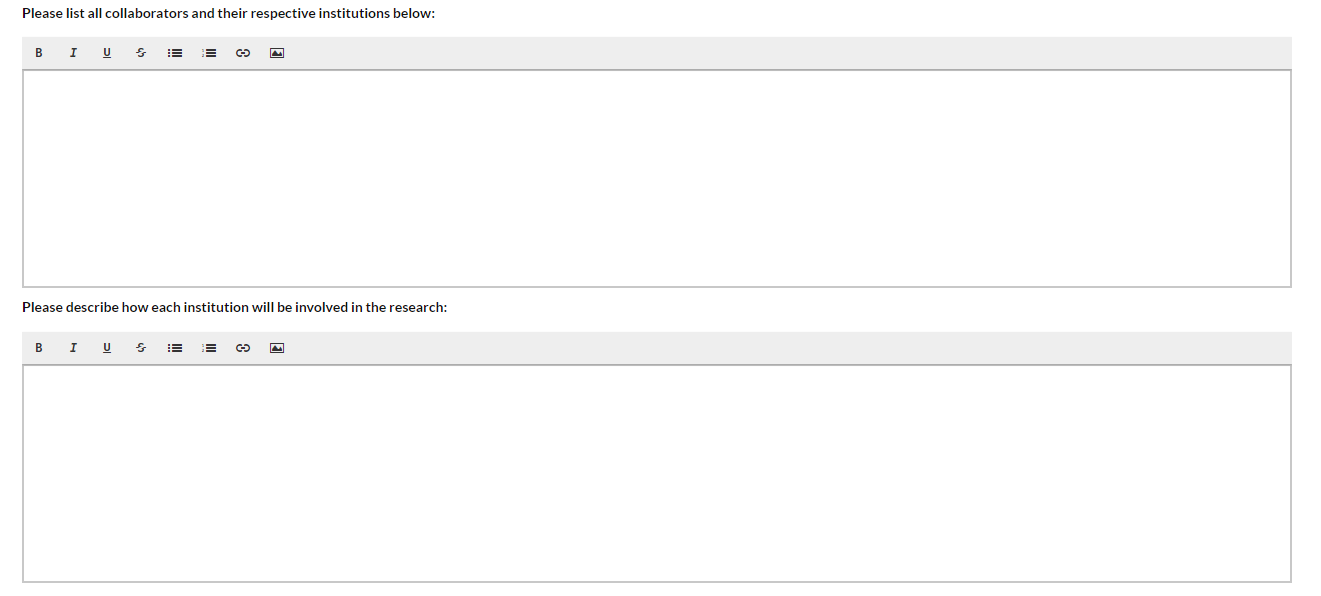 Please list all collaborators and their respective institutions below:
B I U S
Please describe how each institution will be involved in the research:
B I U S